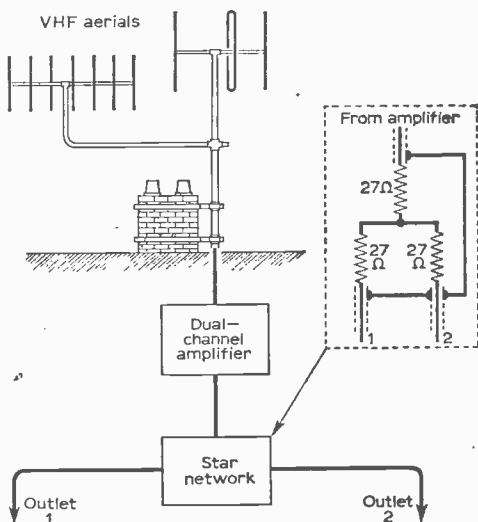 VHF aerials
From amplifier
27Ω
27
Ω
27
Ω
1
2
Dual-
channel
amplifier
Star
network
Outlet
1
Outlet
2